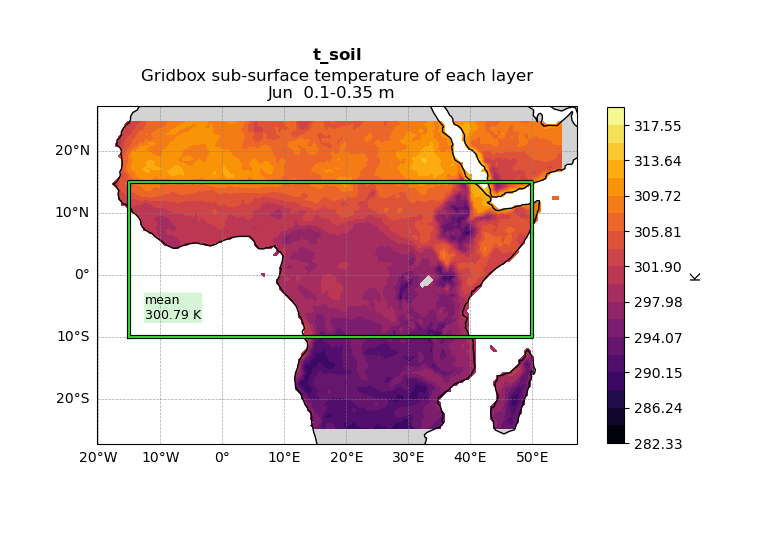 t_soil
Gridbox sub-surface temperature of each layer
Jun  0.1-0.35 m
20°N
10°N
0°
10°S
20°S
mean
300.79 K
20°W
10°W
0°
10°E
20°E
30°E
40°E
50°E
317.55
313.64
309.72
305.81
301.90
297.98
294.07
290.15
286.24
282.33
K